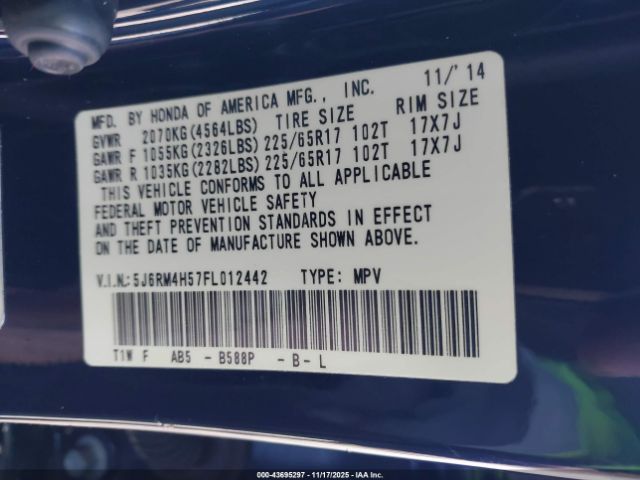 MFD. BY HONDA OF AMERICA MFG., INC. 11/'14
GVWR 2070KG(4564LBS) TIRE SIZE RIM SIZE
GAWR F 1055KG(2326LBS) 225/65R17 102T 17X7J
GAWR R 1035KG(2282LBS) 225/65R17 102T 17X7J
THIS VEHICLE CONFORMS TO ALL APPLICABLE
FEDERAL MOTOR VEHICLE SAFETY
AND THEFT PREVENTION STANDARDS IN EFFECT
ON THE DATE OF MANUFACTURE SHOWN ABOVE.
V.I.N.: 5J6RM4H57FL012442 TYPE: MPV
T1W F AB5 - B588P - B - L
000-43695297 - 11/17/2025 - IAA Inc.